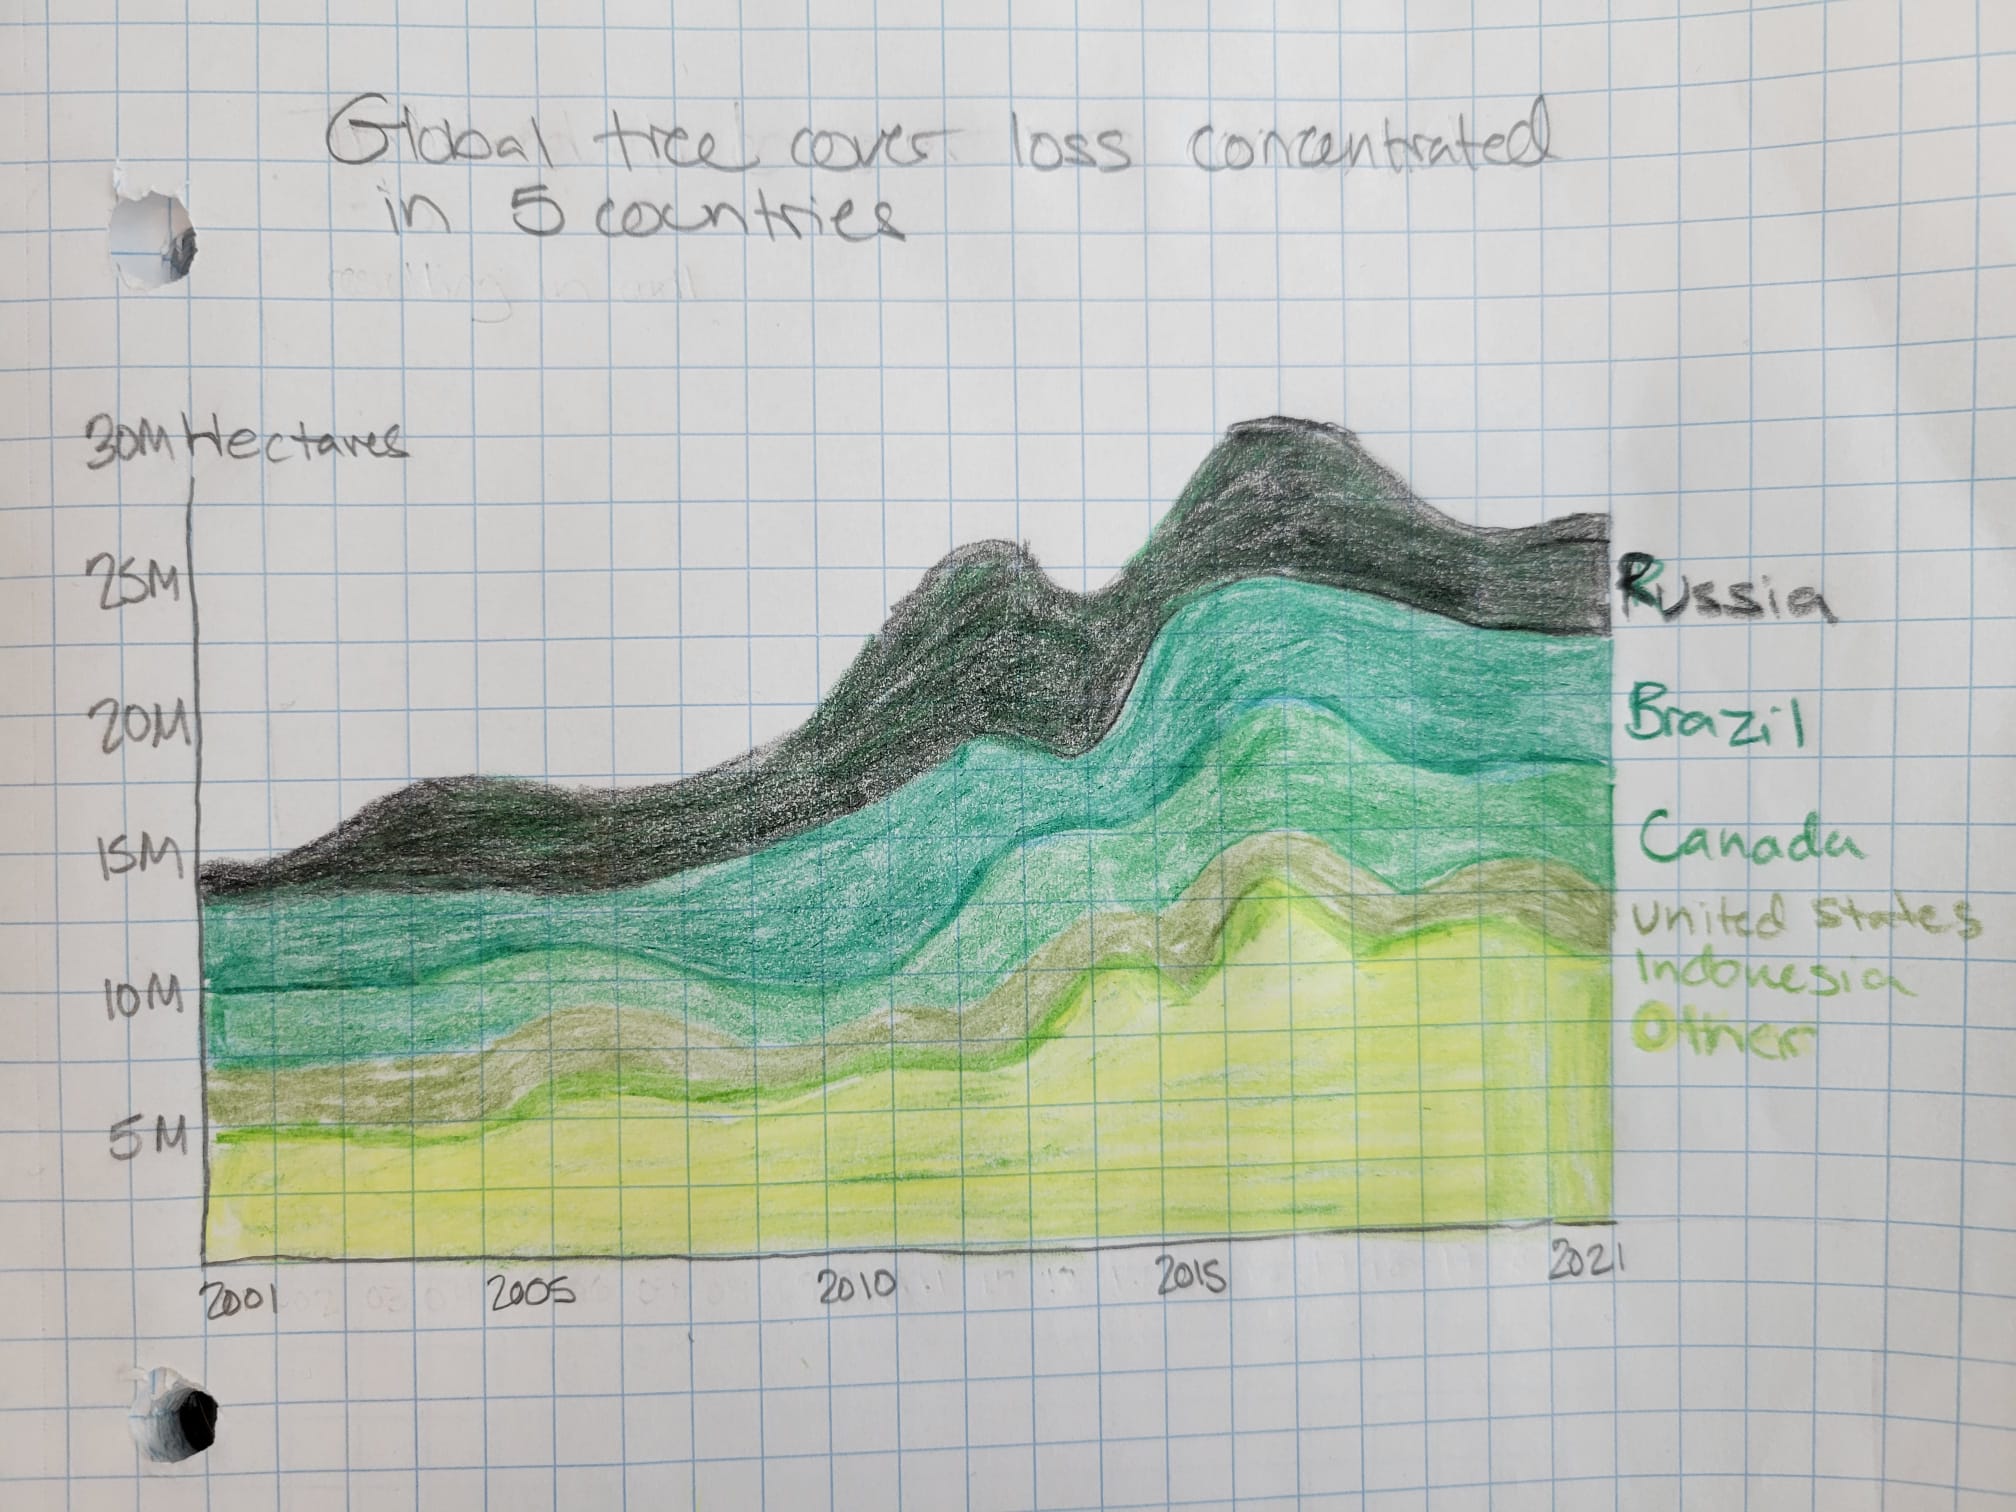 Global tree cover loss concentrated
in 5 countries
30M Hectares
25M
20M
15M
10M
5M
2001 2005 2010 2015 2021
Russia
Brazil
Canada
United States
Indonesia
Other